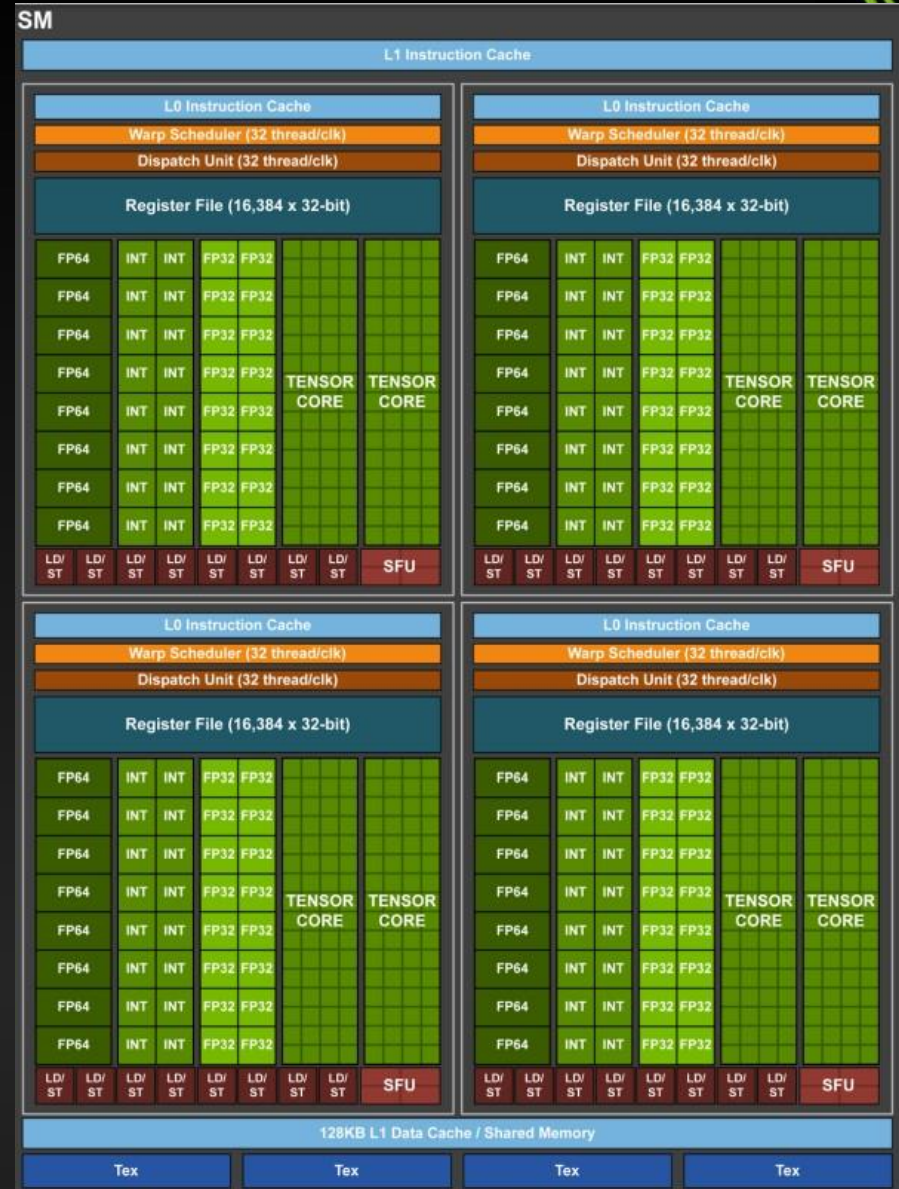 SM
L1 Instruction Cache
L0 Instruction Cache
Warp Scheduler (32 thread/clk)
Dispatch Unit (32 thread/clk)
Register File (16,384 x 32-bit)
FP64 INT INT FP32 FP32
FP64 INT INT FP32 FP32
FP64 INT INT FP32 FP32
FP64 INT INT FP32 FP32
TENSOR CORE TENSOR CORE
FP64 INT INT FP32 FP32
FP64 INT INT FP32 FP32
FP64 INT INT FP32 FP32
FP64 INT INT FP32 FP32
LD/ST LD/ST LD/ST LD/ST LD/ST LD/ST LD/ST LD/ST SFU
L0 Instruction Cache
Warp Scheduler (32 thread/clk)
Dispatch Unit (32 thread/clk)
Register File (16,384 x 32-bit)
FP64 INT INT FP32 FP32
FP64 INT INT FP32 FP32
FP64 INT INT FP32 FP32
FP64 INT INT FP32 FP32
TENSOR CORE TENSOR CORE
FP64 INT INT FP32 FP32
FP64 INT INT FP32 FP32
FP64 INT INT FP32 FP32
FP64 INT INT FP32 FP32
LD/ST LD/ST LD/ST LD/ST LD/ST LD/ST LD/ST LD/ST SFU
L0 Instruction Cache
Warp Scheduler (32 thread/clk)
Dispatch Unit (32 thread/clk)
Register File (16,384 x 32-bit)
FP64 INT INT FP32 FP32
FP64 INT INT FP32 FP32
FP64 INT INT FP32 FP32
FP64 INT INT FP32 FP32
TENSOR CORE TENSOR CORE
FP64 INT INT FP32 FP32
FP64 INT INT FP32 FP32
FP64 INT INT FP32 FP32
FP64 INT INT FP32 FP32
LD/ST LD/ST LD/ST LD/ST LD/ST LD/ST LD/ST LD/ST SFU
L0 Instruction Cache
Warp Scheduler (32 thread/clk)
Dispatch Unit (32 thread/clk)
Register File (16,384 x 32-bit)
FP64 INT INT FP32 FP32
FP64 INT INT FP32 FP32
FP64 INT INT FP32 FP32
FP64 INT INT FP32 FP32
TENSOR CORE TENSOR CORE
FP64 INT INT FP32 FP32
FP64 INT INT FP32 FP32
FP64 INT INT FP32 FP32
FP64 INT INT FP32 FP32
LD/ST LD/ST LD/ST LD/ST LD/ST LD/ST LD/ST LD/ST SFU
128KB L1 Data Cache / Shared Memory
Tex Tex Tex Tex